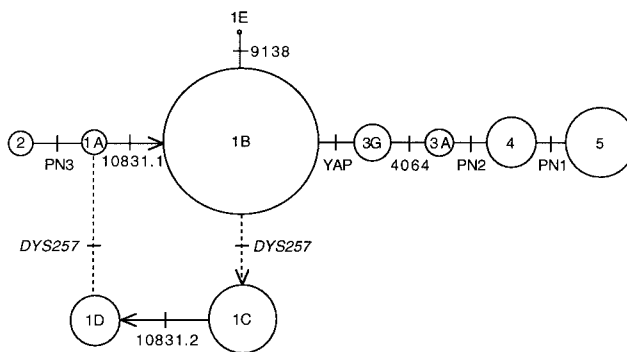 1E
9138
2
1A
1B
3G
3A
4
5
PN3
10831.1
YAP
4064
PN2
PN1
DYS257
DYS257
1D
1C
10831.2